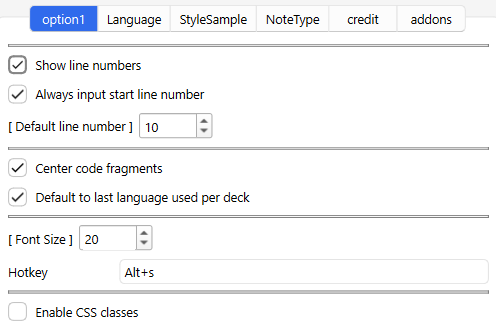 option1 Language StyleSample NoteType credit addons
Show line numbers
Always input start line number
[ Default line number ] 10
Center code fragments
Default to last language used per deck
[ Font Size ] 20
Hotkey Alt+s
Enable CSS classes